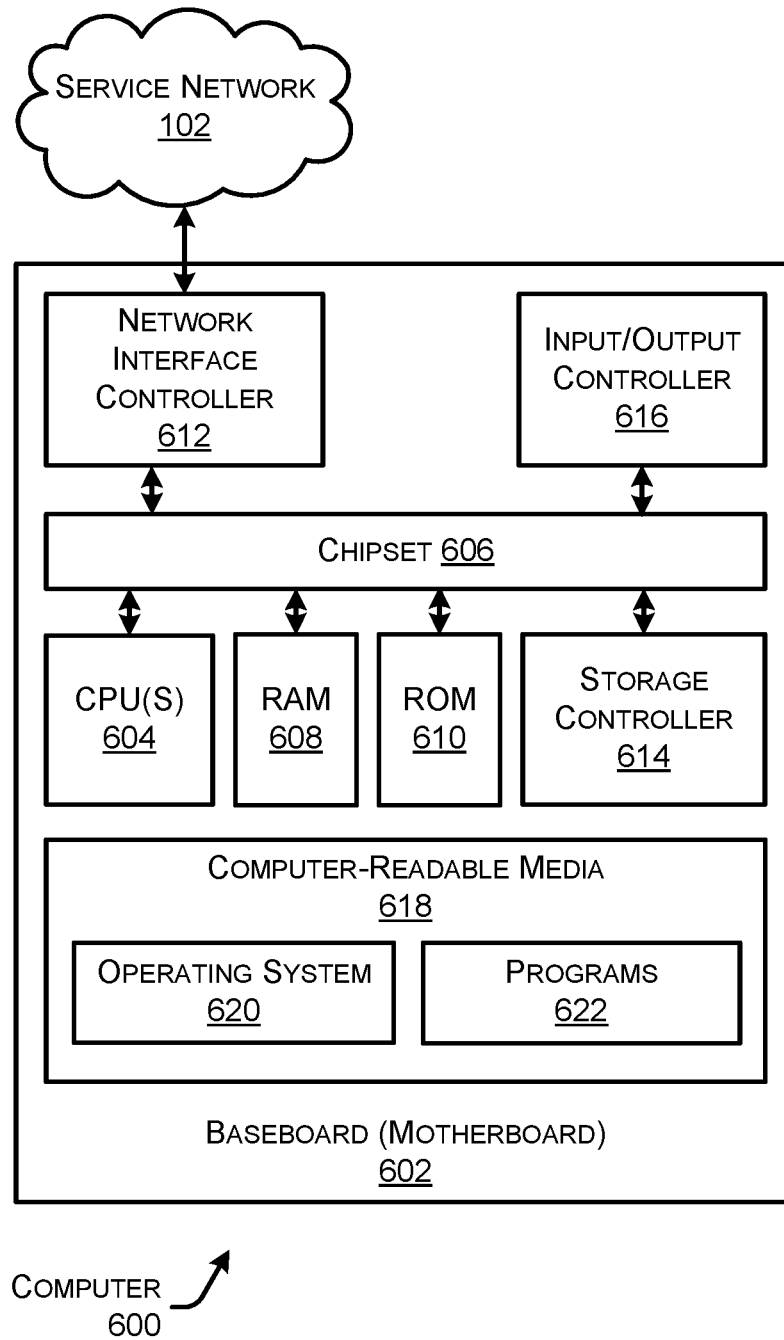 SERVICE NETWORK
102
NETWORK
INTERFACE
CONTROLLER
612
INPUT/OUTPUT
CONTROLLER
616
CHIPSET 606
CPU(S)
604
RAM
608
ROM
610
STORAGE
CONTROLLER
614
COMPUTER-READABLE MEDIA
618
OPERATING SYSTEM
620
PROGRAMS
622
BASEBOARD (MOTHERBOARD)
602
COMPUTER
600